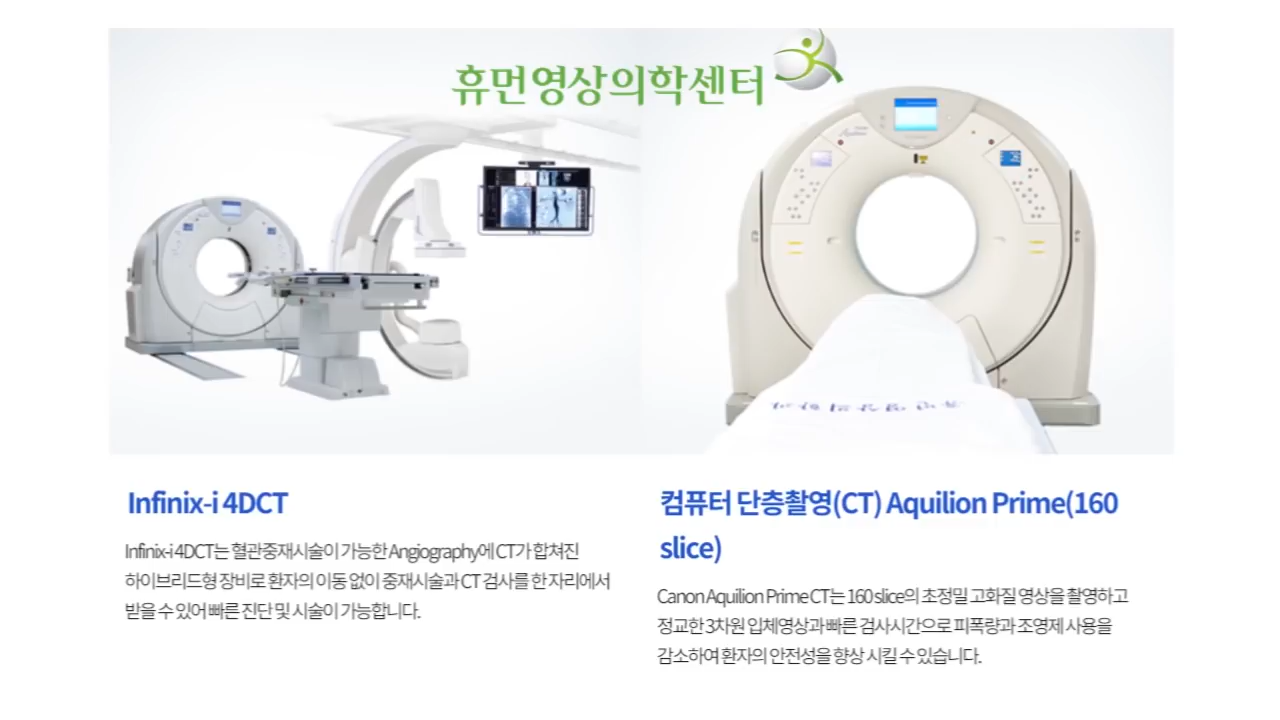 휴먼영상의학센터
Infinix-i 4DCT
Infinix-i 4DCT는 혈관중재시술이 가능한 Angiography에 CT가 합쳐진
하이브리드형 장비로 환자의 이동 없이 중재시술과 CT 검사를 한 자리에서
받을 수 있어 빠른 진단 및 시술이 가능합니다.
컴퓨터 단층촬영(CT) Aquilion Prime(160
slice)
Canon Aquilion Prime CT는 160 slice의 초정밀 고화질 영상을 촬영하고
정교한 3차원 입체영상과 빠른 검사시간으로 피폭량과 조영제 사용을
감소하여 환자의 안전성을 향상 시킬 수 있습니다.